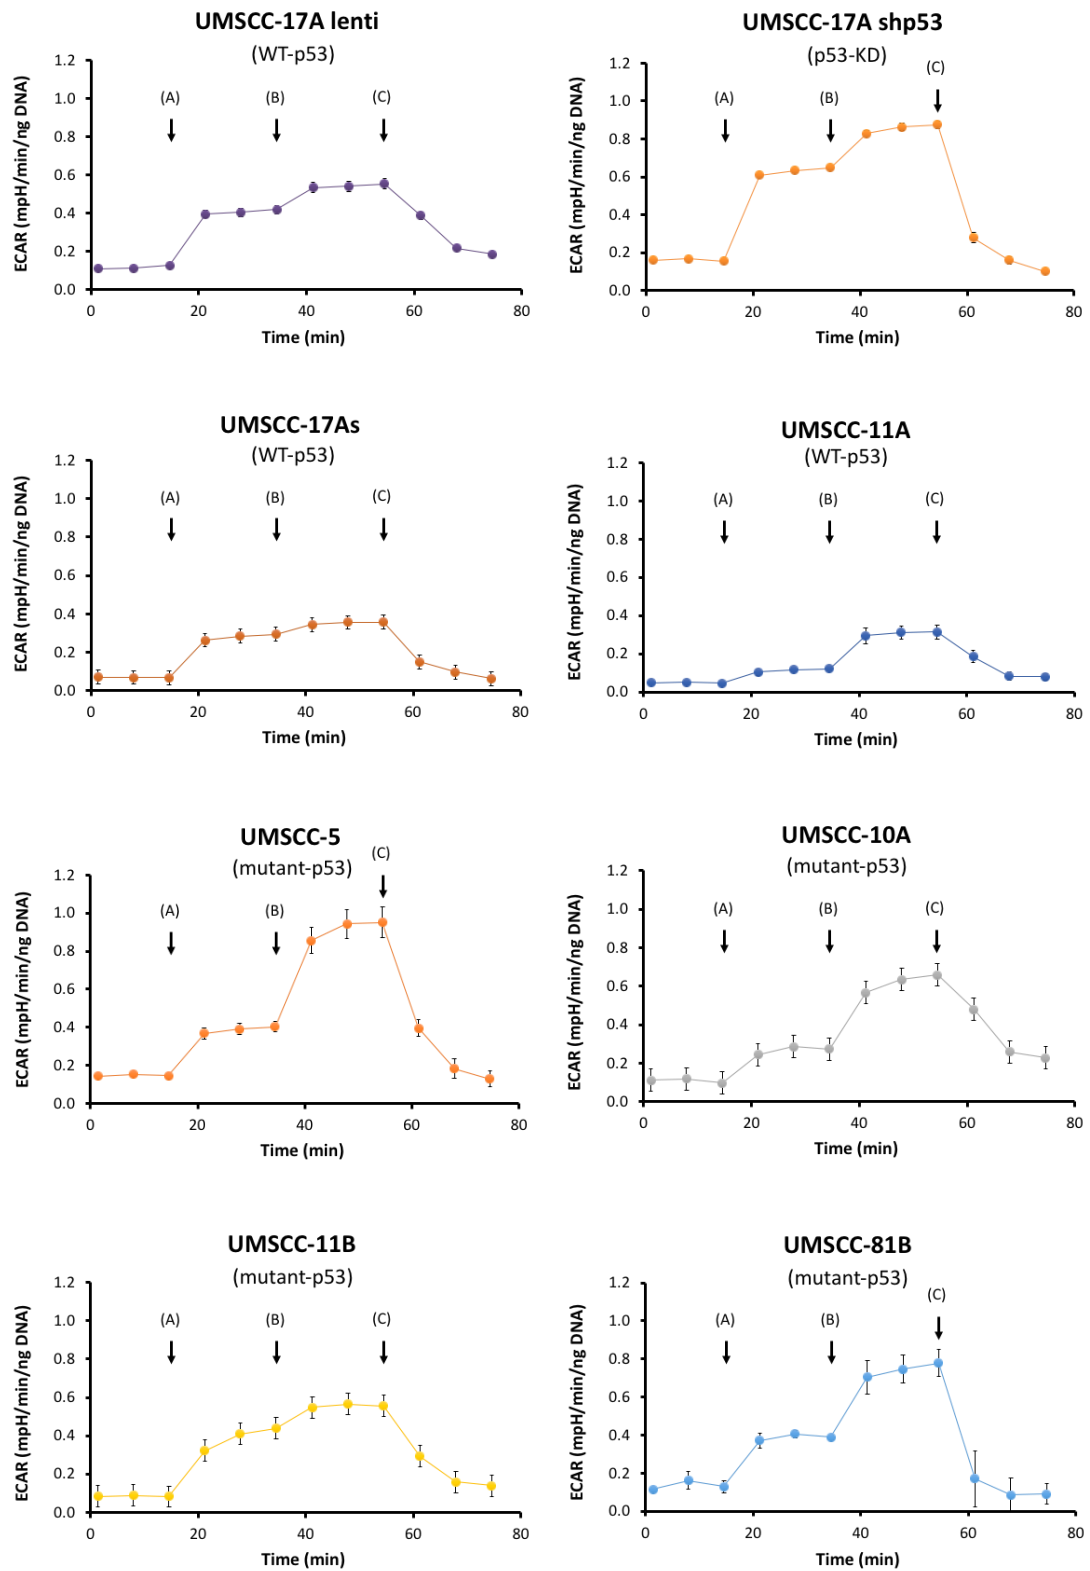 UMSCC-17A lenti
(WT-p53)
ECAR (mpH/min/ng DNA)
1.2
1.0
0.8
0.6
0.4
0.2
0.0
(A)
(B)
(C)
0 20 40 60 80
Time (min)
UMSCC-17A shp53
(p53-KD)
ECAR (mpH/min/ng DNA)
1.2
1.0
0.8
0.6
0.4
0.2
0.0
(A)
(B)
(C)
0 20 40 60 80
Time (min)
UMSCC-17As
(WT-p53)
ECAR (mpH/min/ng DNA)
1.2
1.0
0.8
0.6
0.4
0.2
0.0
(A)
(B)
(C)
0 20 40 60 80
Time (min)
UMSCC-11A
(WT-p53)
ECAR (mpH/min/ng DNA)
1.2
1.0
0.8
0.6
0.4
0.2
0.0
(A)
(B)
(C)
0 20 40 60 80
Time (min)
UMSCC-5
(mutant-p53)
ECAR (mpH/min/ng DNA)
1.2
1.0
0.8
0.6
0.4
0.2
0.0
(A)
(B)
(C)
0 20 40 60 80
Time (min)
UMSCC-10A
(mutant-p53)
ECAR (mpH/min/ng DNA)
1.2
1.0
0.8
0.6
0.4
0.2
0.0
(A)
(B)
(C)
0 20 40 60 80
Time (min)
UMSCC-11B
(mutant-p53)
ECAR (mpH/min/ng DNA)
1.2
1.0
0.8
0.6
0.4
0.2
0.0
(A)
(B)
(C)
0 20 40 60 80
Time (min)
UMSCC-81B
(mutant-p53)
ECAR (mpH/min/ng DNA)
1.2
1.0
0.8
0.6
0.4
0.2
0.0
(A)
(B)
(C)
0 20 40 60 80
Time (min)